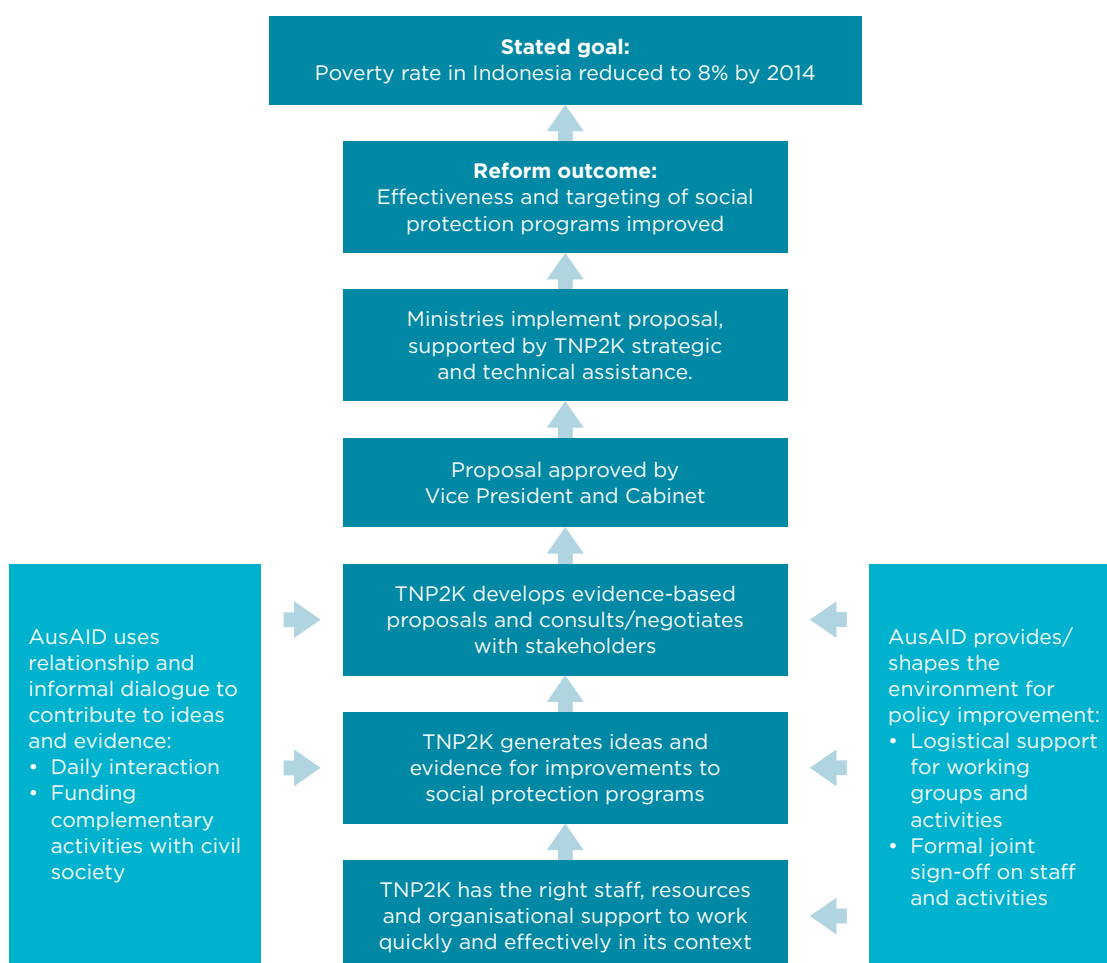 Stated goal:
Poverty rate in Indonesia reduced to 8% by 2014
Reform outcome:
Effectiveness and targeting of social
protection programs improved
Ministries implement proposal,
supported by TNP2K strategic
and technical assistance.
Proposal approved by
Vice President and Cabinet
AusAID uses
relationship and
informal dialogue to
contribute to ideas
and evidence:
• Daily interaction
• Funding
complementary
activities with civil
society
TNP2K develops evidence-based
proposals and consults/negotiates
with stakeholders
TNP2K generates ideas and
evidence for improvements to
social protection programs
TNP2K has the right staff, resources
and organisational support to work
quickly and effectively in its context
AusAID provides/
shapes the
environment for
policy improvement:
• Logistical support
for working
groups and
activities
• Formal joint
sign-off on staff
and activities